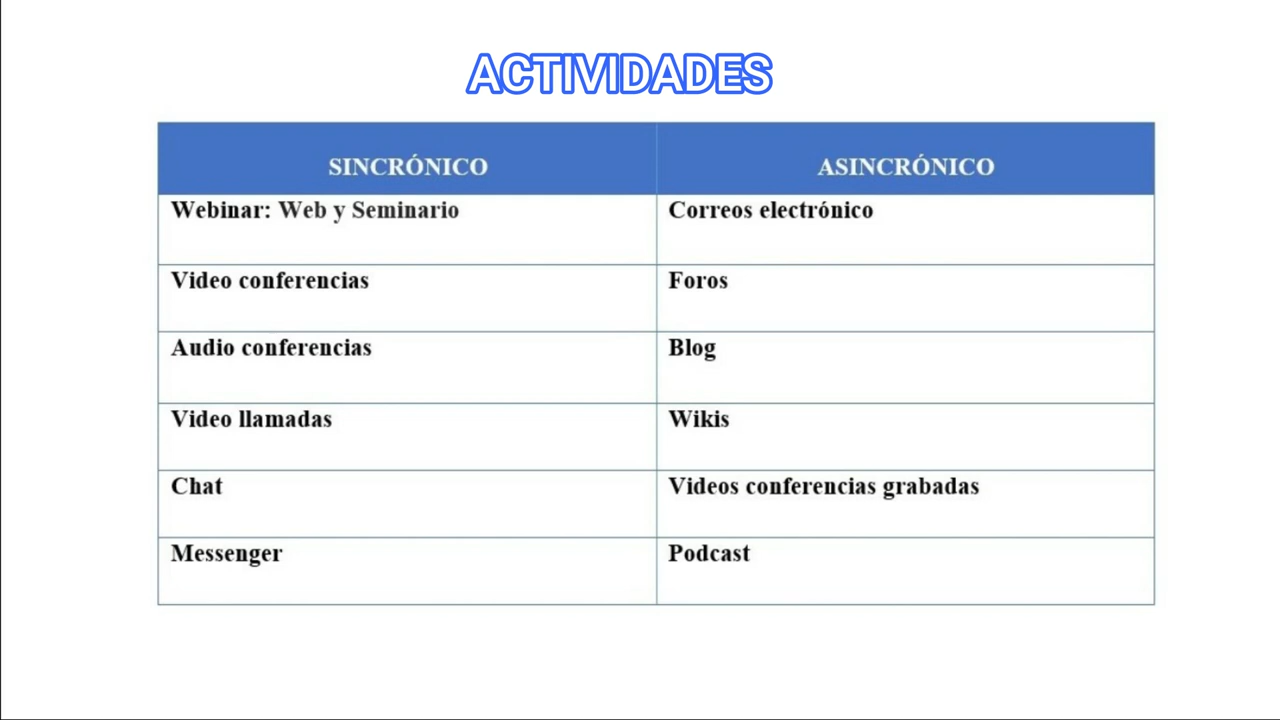 ACTIVIDADES
SINCRÓNICO ASINCRÓNICO
Webinar: Web y Seminario Correos electrónico
Video conferencias Foros
Audio conferencias Blog
Video llamadas Wikis
Chat Videos conferencias grabadas
Messenger Podcast